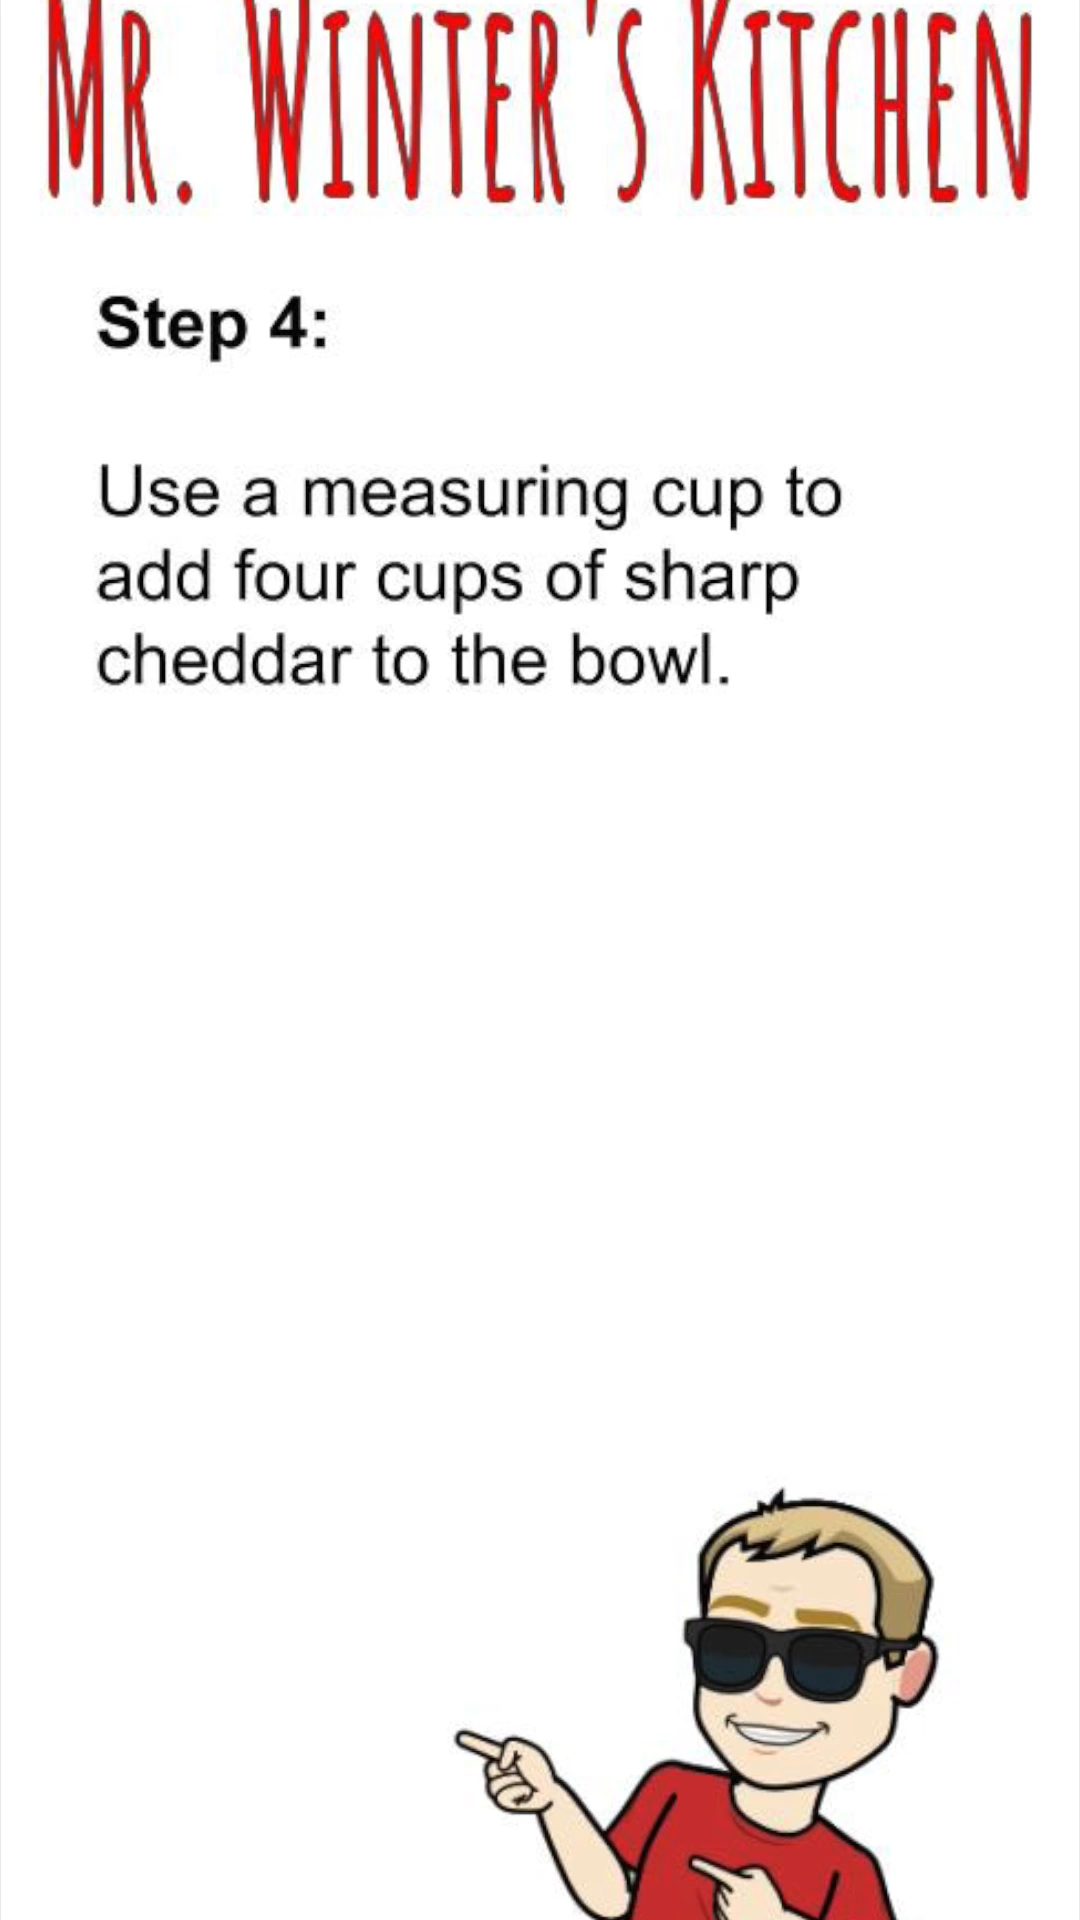 Mr. Winter's Kitchen
Step 4:
Use a measuring cup to
add four cups of sharp
cheddar to the bowl.